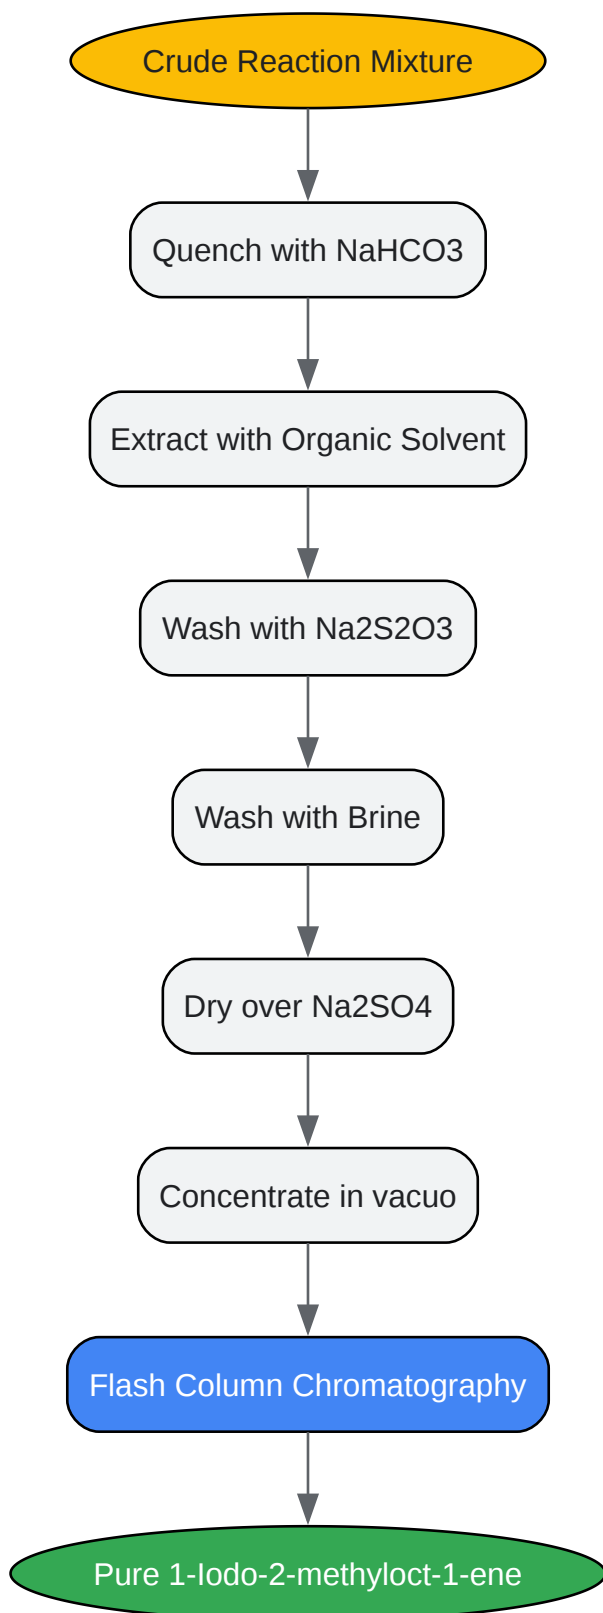 Crude Reaction Mixture
Quench with NaHCO3
Extract with Organic Solvent
Wash with Na2S2O3
Wash with Brine
Dry over Na2SO4
Concentrate in vacuo
Flash Column Chromatography
Pure 1-Iodo-2-methyloct-1-ene